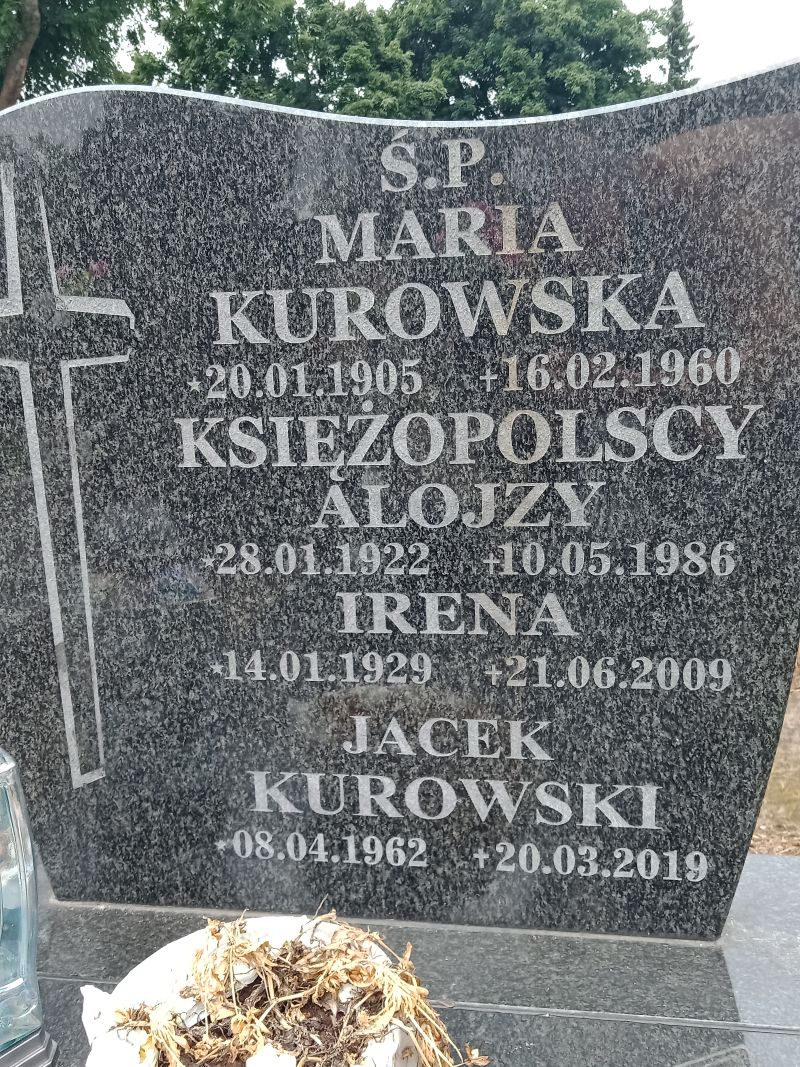 Ś.P.
MARIA
KUROWSKA
*20.01.1905 +16.02.1960
KSIĘŻOPOLSCY
ALOJZY
*28.01.1922 +10.05.1986
IRENA
*14.01.1929 +21.06.2009
JACEK
KUROWSKI
*08.04.1962 +20.03.2019